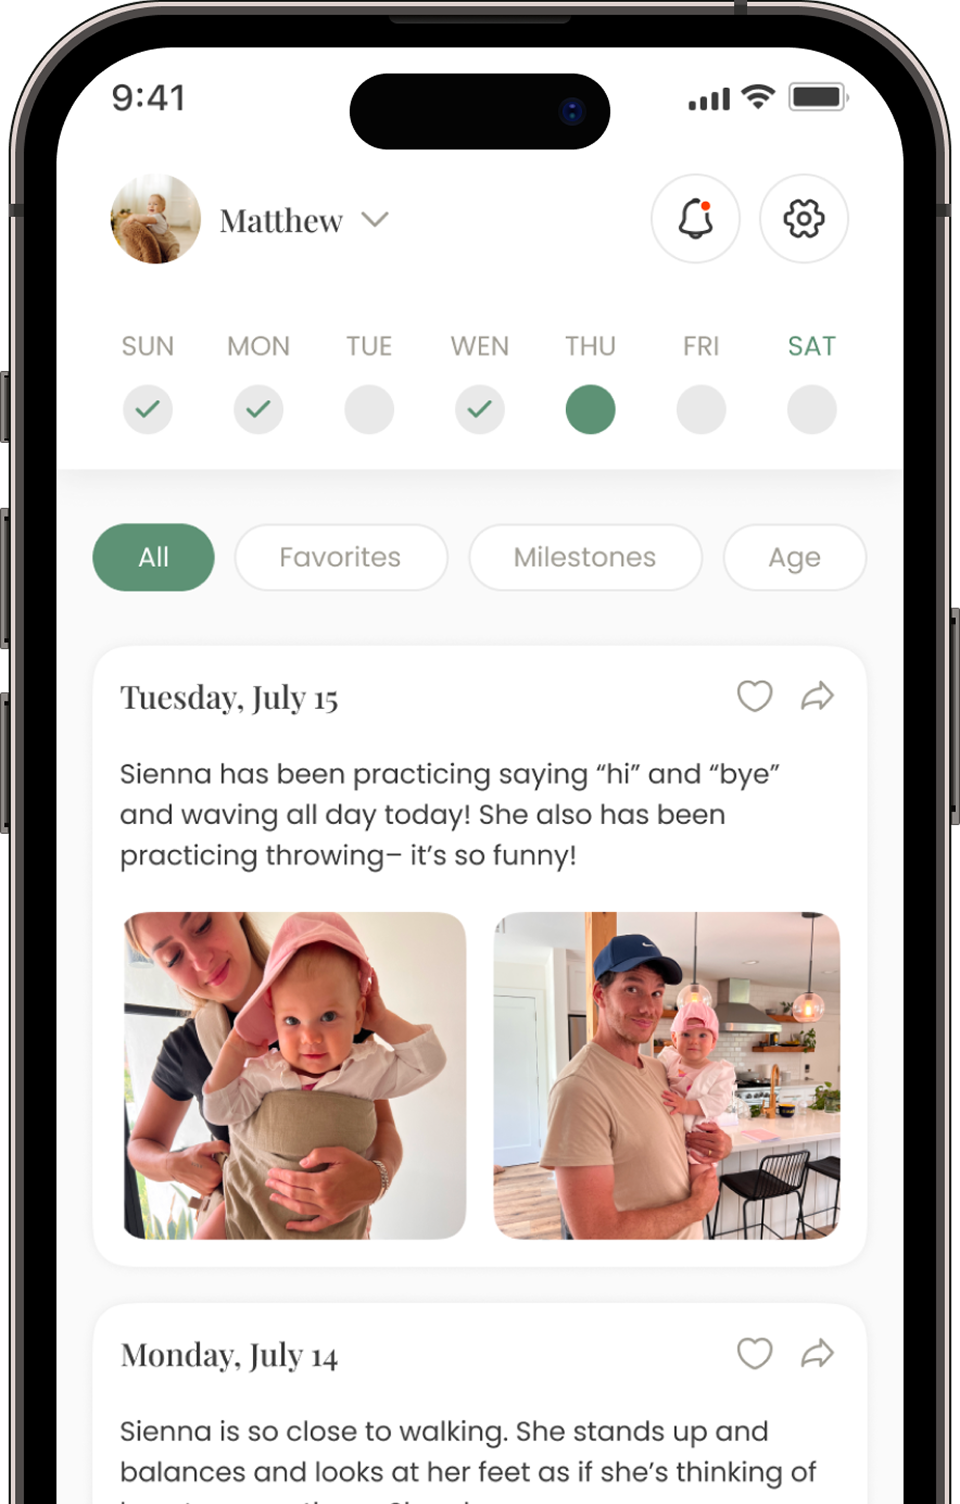 9:41
Matthew
SUN MON TUE WEN THU FRI SAT
All Favorites Milestones Age
Tuesday, July 15
Sienna has been practicing saying “hi” and “bye”
and waving all day today! She also has been
practicing throwing– it’s so funny!
Monday, July 14
Sienna is so close to walking. She stands up and
balances and looks at her feet as if she’s thinking of